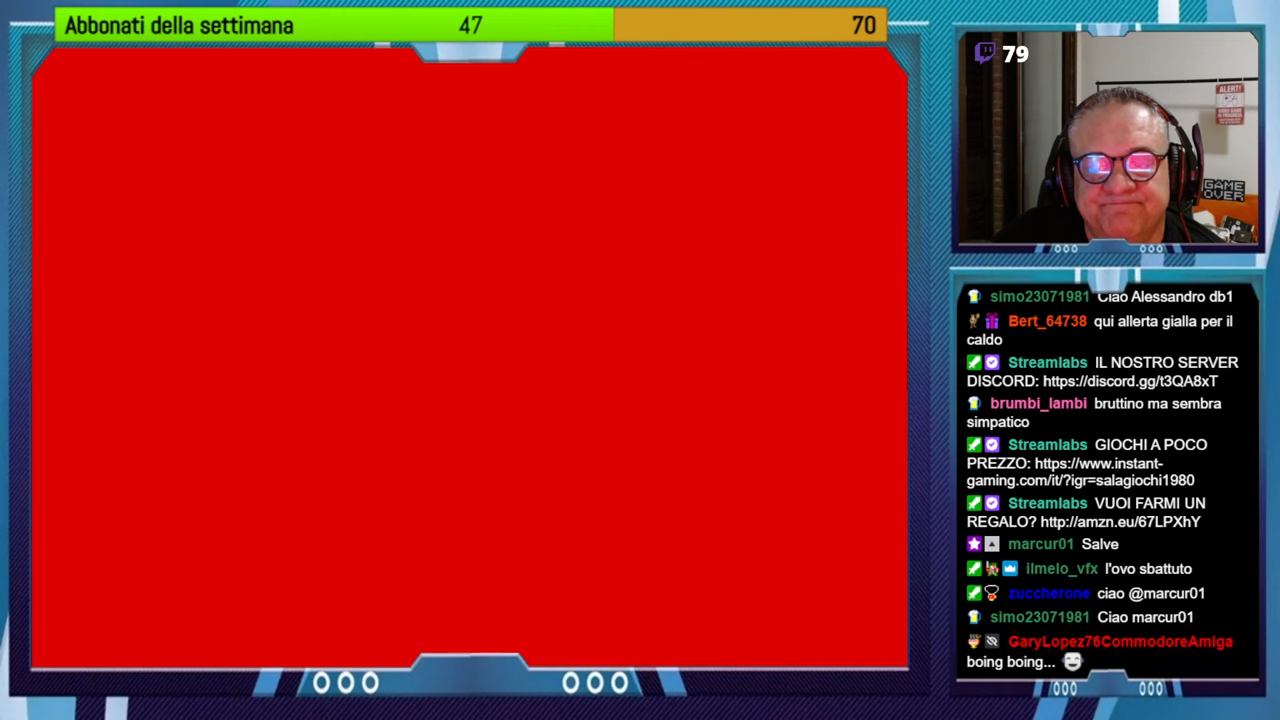 Abbonati della settimana 47 70
79
ALERT!
GAME
OVER
simo23071981 Ciao Alessandro db1
Bert_64738 qui allerta gialla per il
caldo
Streamlabs IL NOSTRO SERVER
DISCORD: https://discord.gg/t3QA8xT
brumbi_lambi bruttino ma sembra
simpatico
Streamlabs GIOCHI A POCO
PREZZO: https://www.instant-
gaming.com/it/?igr=salagiochi1980
Streamlabs VUOI FARMI UN
REGALO? http://amzn.eu/67LPXhY
marcur01 Salve
ilmelo_vfx l'ovo sbattuto
zuccherone ciao @marcur01
simo23071981 Ciao marcur01
GaryLopez76CommodoreAmiga
boing boing...